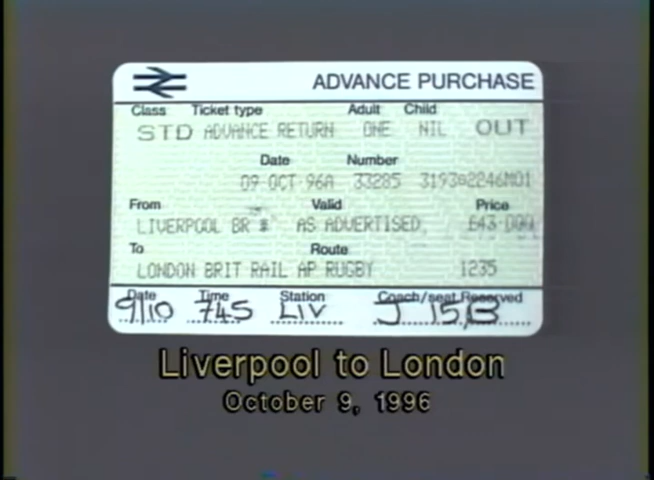 ADVANCE PURCHASE
Class Ticket type Adult Child
STD ADVANCE RETURN ONE NIL OUT
Date Number
09·OCT·96A 33285 3193
From Valid Price
LIVERPOOL BR AS ADVERTISED £43·00
To Route
LONDON BRIT RAIL AP RUGBY 1235
Date Time Station Coach/seat Reserved
9/10 745 LIV J 15,B
Liverpool to London
October 9, 1996